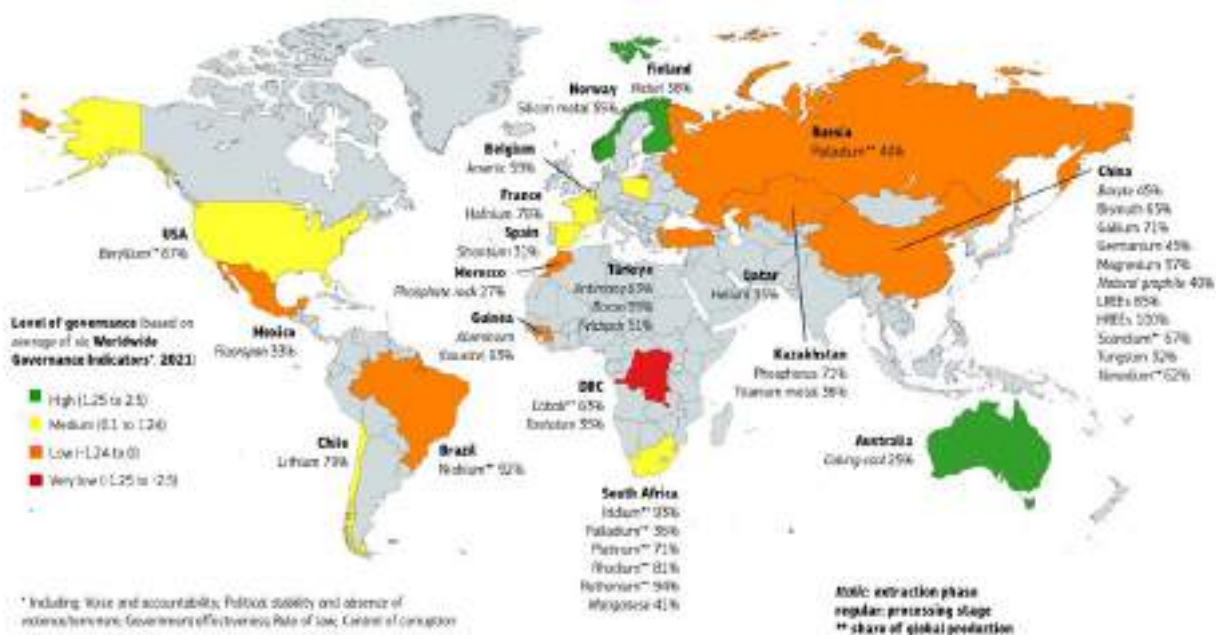 Finland
Nickel 38%
Norway
Silicon metal 35%
Belgium
Arsenic 59%
France
Hafnium 76%
Spain
Strontium 31%
Morocco
Phosphate rock 27%
Russia
Palladium** 40%
China
Baryte 45%
Bismuth 65%
Gallium 71%
Germanium 45%
Magnesium 97%
Natural graphite 40%
LREEs 85%
HREEs 100%
Scandium** 67%
Tungsten 32%
Vanadium** 62%
USA
Beryllium** 67%
Mexico
Fluorspar 33%
Guinea
Aluminium
(bauxite) 63%
Türkiye
Antimony 63%
Boron 99%
Feldspar 51%
Qatar
Helium 35%
Kazakhstan
Phosphorus 71%
Titanium metal 36%
DRC
Cobalt** 63%
Tantalum 35%
Chile
Lithium 79%
Brazil
Niobium** 92%
South Africa
Iridium** 93%
Palladium** 36%
Platinum** 71%
Rhodium** 81%
Ruthenium** 94%
Manganese 41%
Australia
Coking coal 25%
Level of governance (based on
average of six Worldwide
Governance Indicators*, 2021)
High (1.25 to 2.5)
Medium (0.1 to 1.24)
Low (-1.24 to 0)
Very low (-1.25 to -2.5)
* Including: Voice and accountability; Political stability and absence of
violence/terrorism; Government effectiveness; Rule of law; Control of corruption
Italic: extraction phase
regular: processing stage
** share of global production